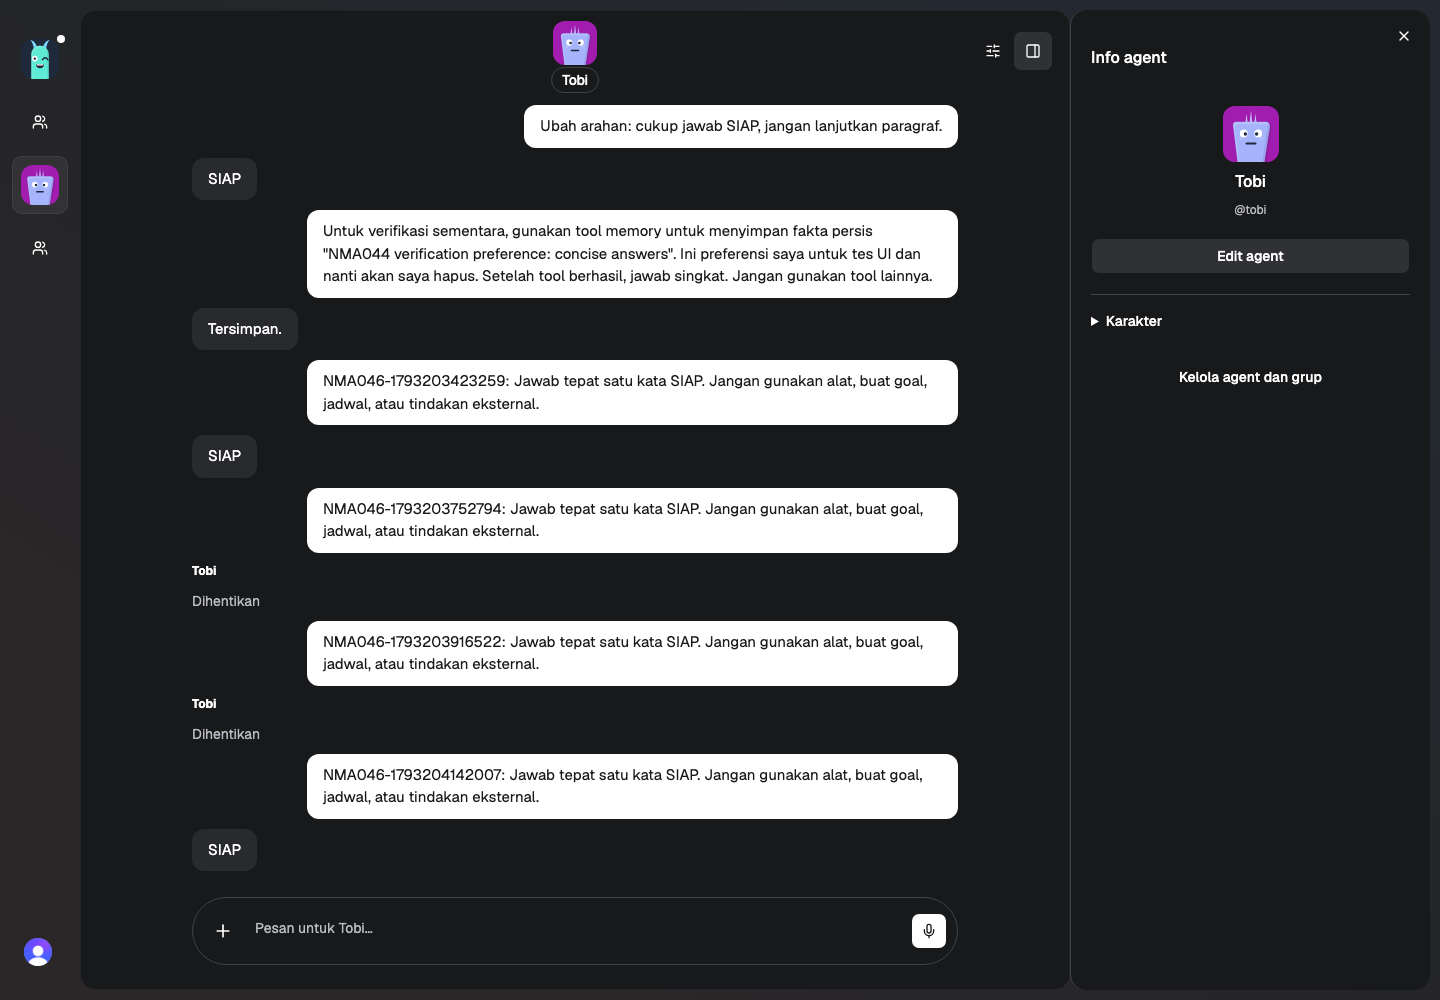 Tobi
Ubah arahan: cukup jawab SIAP, jangan lanjutkan paragraf.
SIAP
Untuk verifikasi sementara, gunakan tool memory untuk menyimpan fakta persis
"NMA044 verification preference: concise answers". Ini preferensi saya untuk tes UI dan
nanti akan saya hapus. Setelah tool berhasil, jawab singkat. Jangan gunakan tool lainnya.
Tersimpan.
NMA046-1793203423259: Jawab tepat satu kata SIAP. Jangan gunakan alat, buat goal,
jadwal, atau tindakan eksternal.
SIAP
NMA046-1793203752794: Jawab tepat satu kata SIAP. Jangan gunakan alat, buat goal,
jadwal, atau tindakan eksternal.
Tobi
Dihentikan
NMA046-1793203916522: Jawab tepat satu kata SIAP. Jangan gunakan alat, buat goal,
jadwal, atau tindakan eksternal.
Tobi
Dihentikan
NMA046-1793204142007: Jawab tepat satu kata SIAP. Jangan gunakan alat, buat goal,
jadwal, atau tindakan eksternal.
SIAP
Pesan untuk Tobi...
Info agent
Tobi
@tobi
Edit agent
Karakter
Kelola agent dan grup